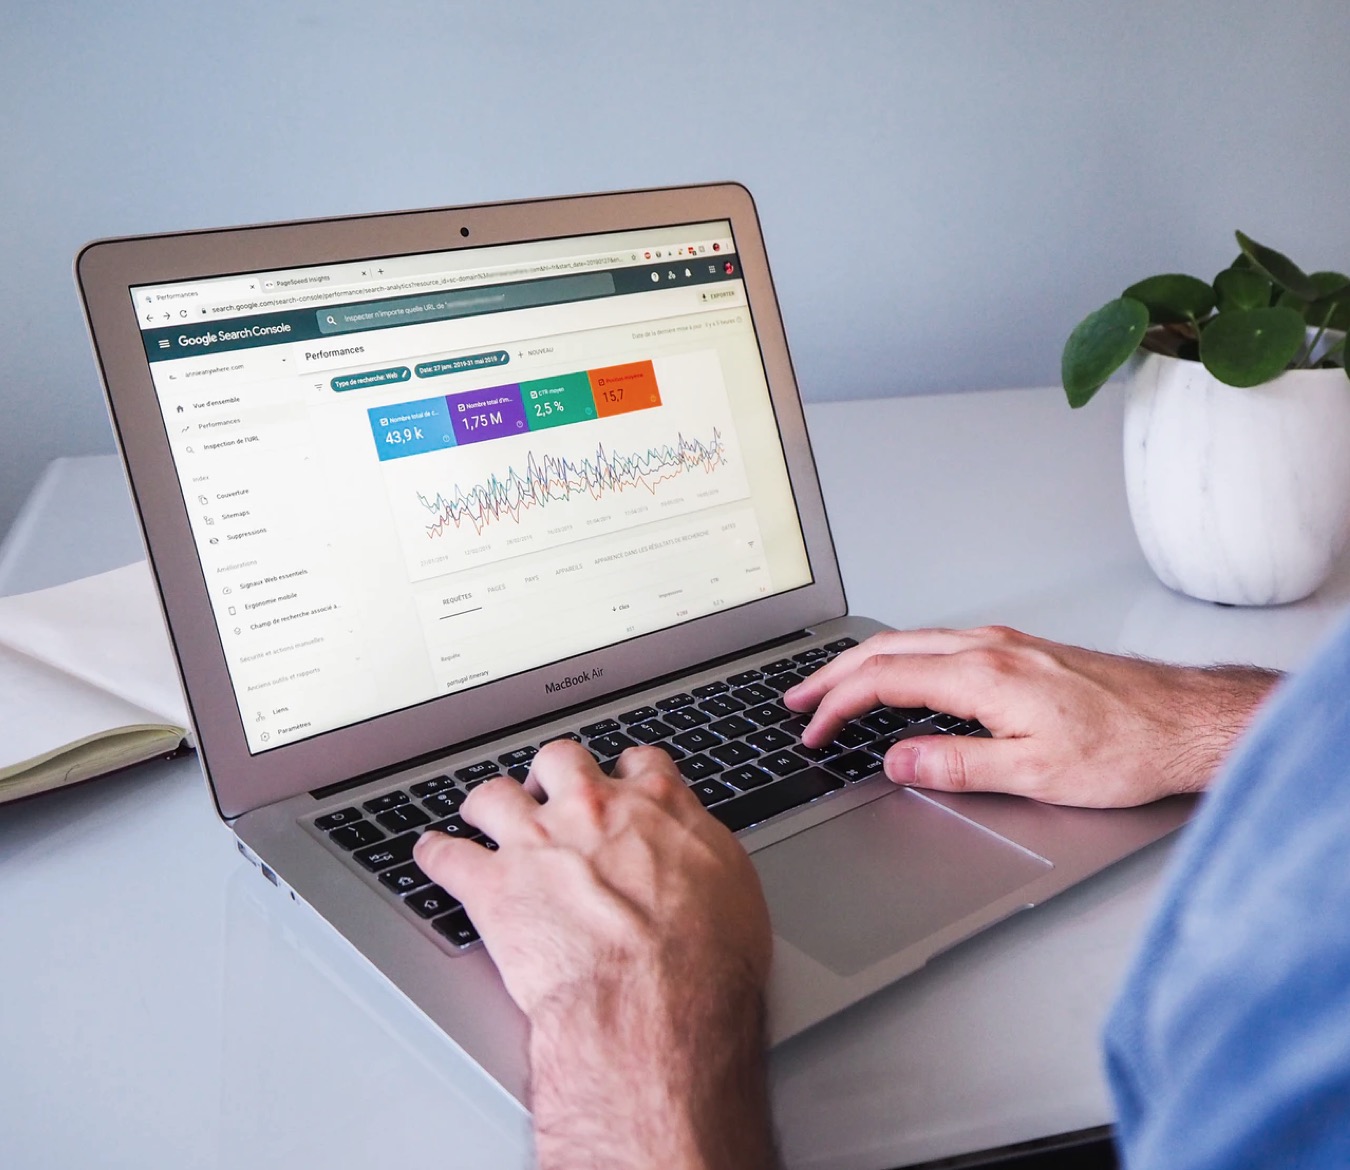 Performances
PageSpeed Insights
search.google.com/search-console/performance/search-analytics?resource_id=sc-domain%3
Google Search Console
Inspecter n'importe quelle URL de "
EXPORTER
Performances
Date de la dernière mise à jour : il y a 5 heures
Type de recherche: Web
Date: 27 janv. 2019-31 mai 2019
NOUVEAU
Vue d'ensemble
Performances
Inspection de l'URL
Index
Couverture
Sitemaps
Suppressions
Améliorations
Signaux Web essentiels
Ergonomie mobile
Champ de recherche associé à...
Sécurité et actions manuelles
Anciens outils et rapports
Liens
Paramètres
Nombre total de c...
43,9 k
Nombre total d'im...
1,75 M
CTR moyen
2,5 %
Position moyenne
15,7
REQUÊTES
PAGES
PAYS
APPAREILS
APPARENCE DANS LES RÉSULTATS DE RECHERCHE
DATES
Clics
Impressions
CTR
Position
Requête
portugal itinerary
MacBook Air